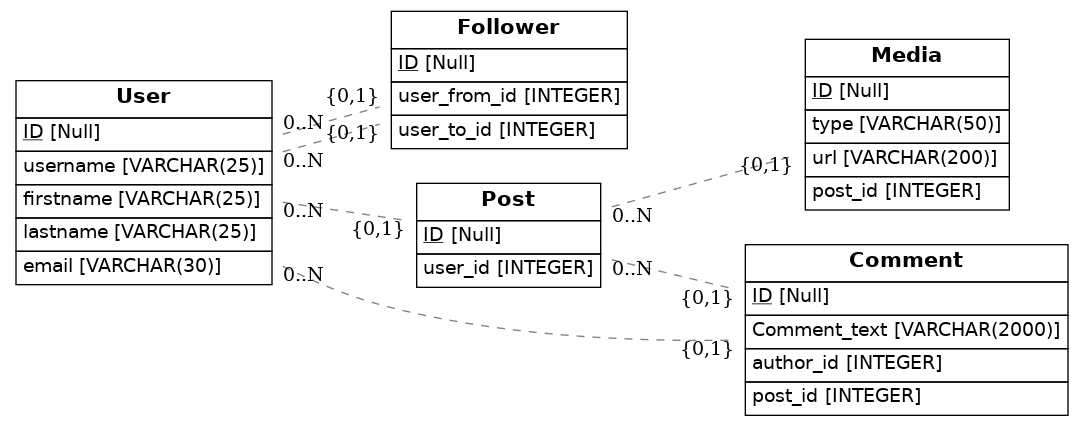 User
ID [Null]
username [VARCHAR(25)]
firstname [VARCHAR(25)]
lastname [VARCHAR(25)]
email [VARCHAR(30)]
Follower
ID [Null]
user_from_id [INTEGER]
user_to_id [INTEGER]
{0,1}
0..N
{0,1}
0..N
0..N
{0,1}
0..N
{0,1}
Post
ID [Null]
user_id [INTEGER]
{0,1}
0..N
0..N
{0,1}
Media
ID [Null]
type [VARCHAR(50)]
url [VARCHAR(200)]
post_id [INTEGER]
Comment
ID [Null]
Comment_text [VARCHAR(2000)]
author_id [INTEGER]
post_id [INTEGER]